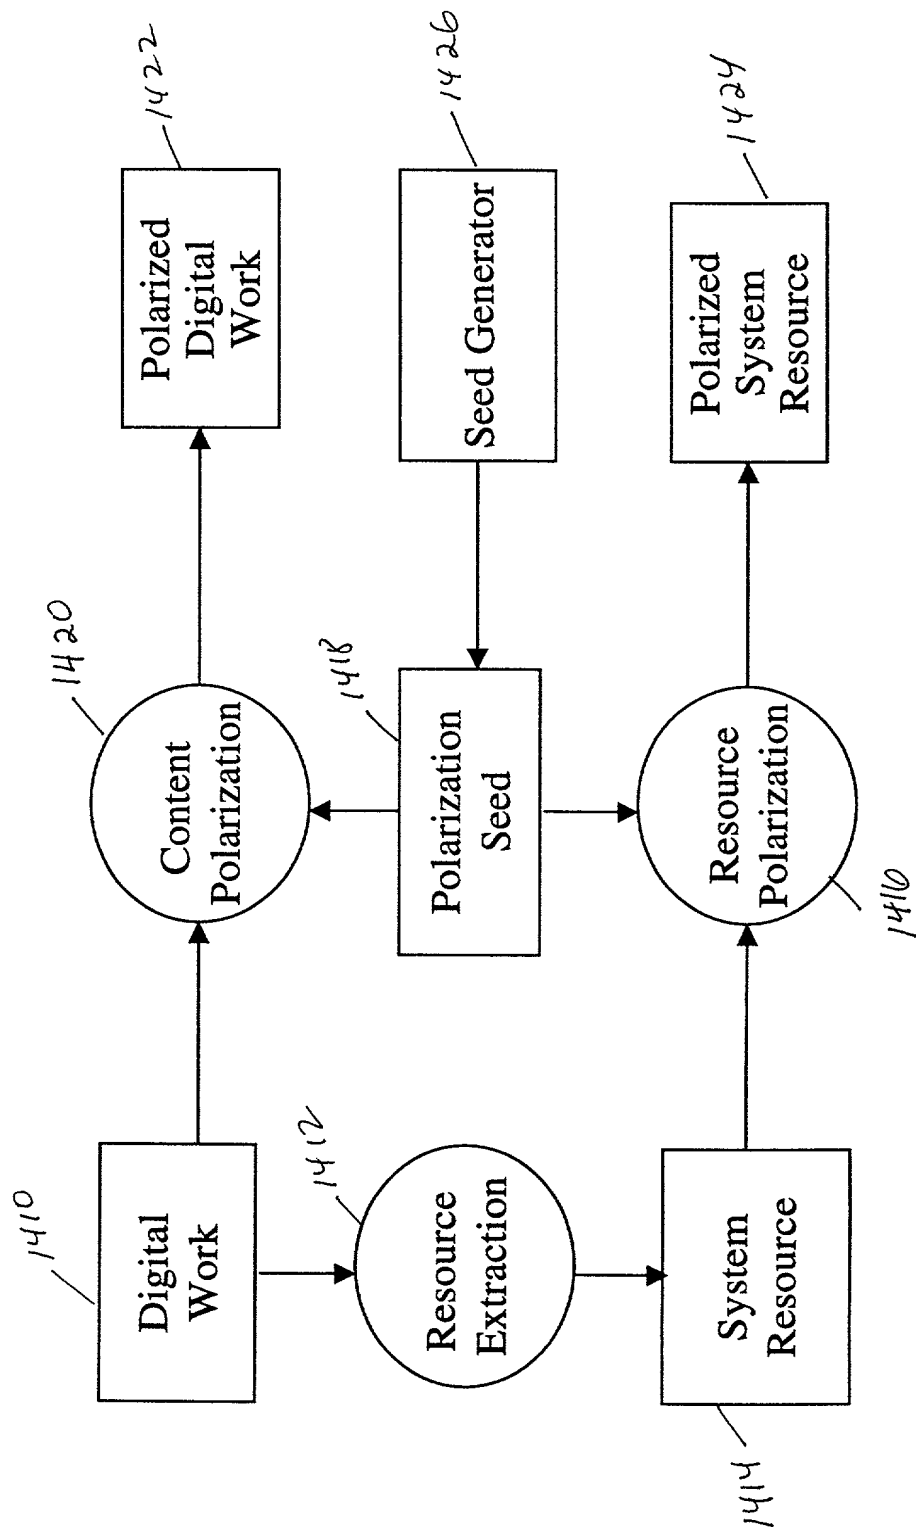 1410
Digital
Work
1420
Content
Polarization
1422
Polarized
Digital
Work
1412
Resource
Extraction
1418
Polarization
Seed
1426
Seed Generator
1414
System
Resource
1416
Resource
Polarization
1424
Polarized
System
Resource